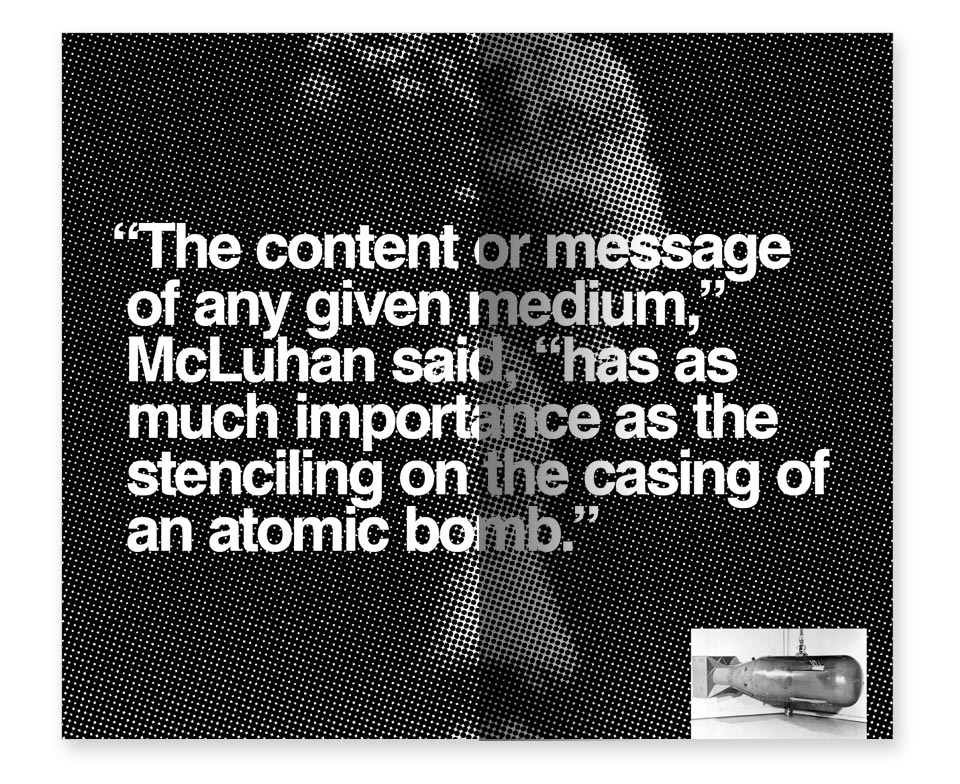 “The content or message
of any given medium,”
McLuhan said, “has as
much importance as the
stenciling on the casing of
an atomic bomb.”